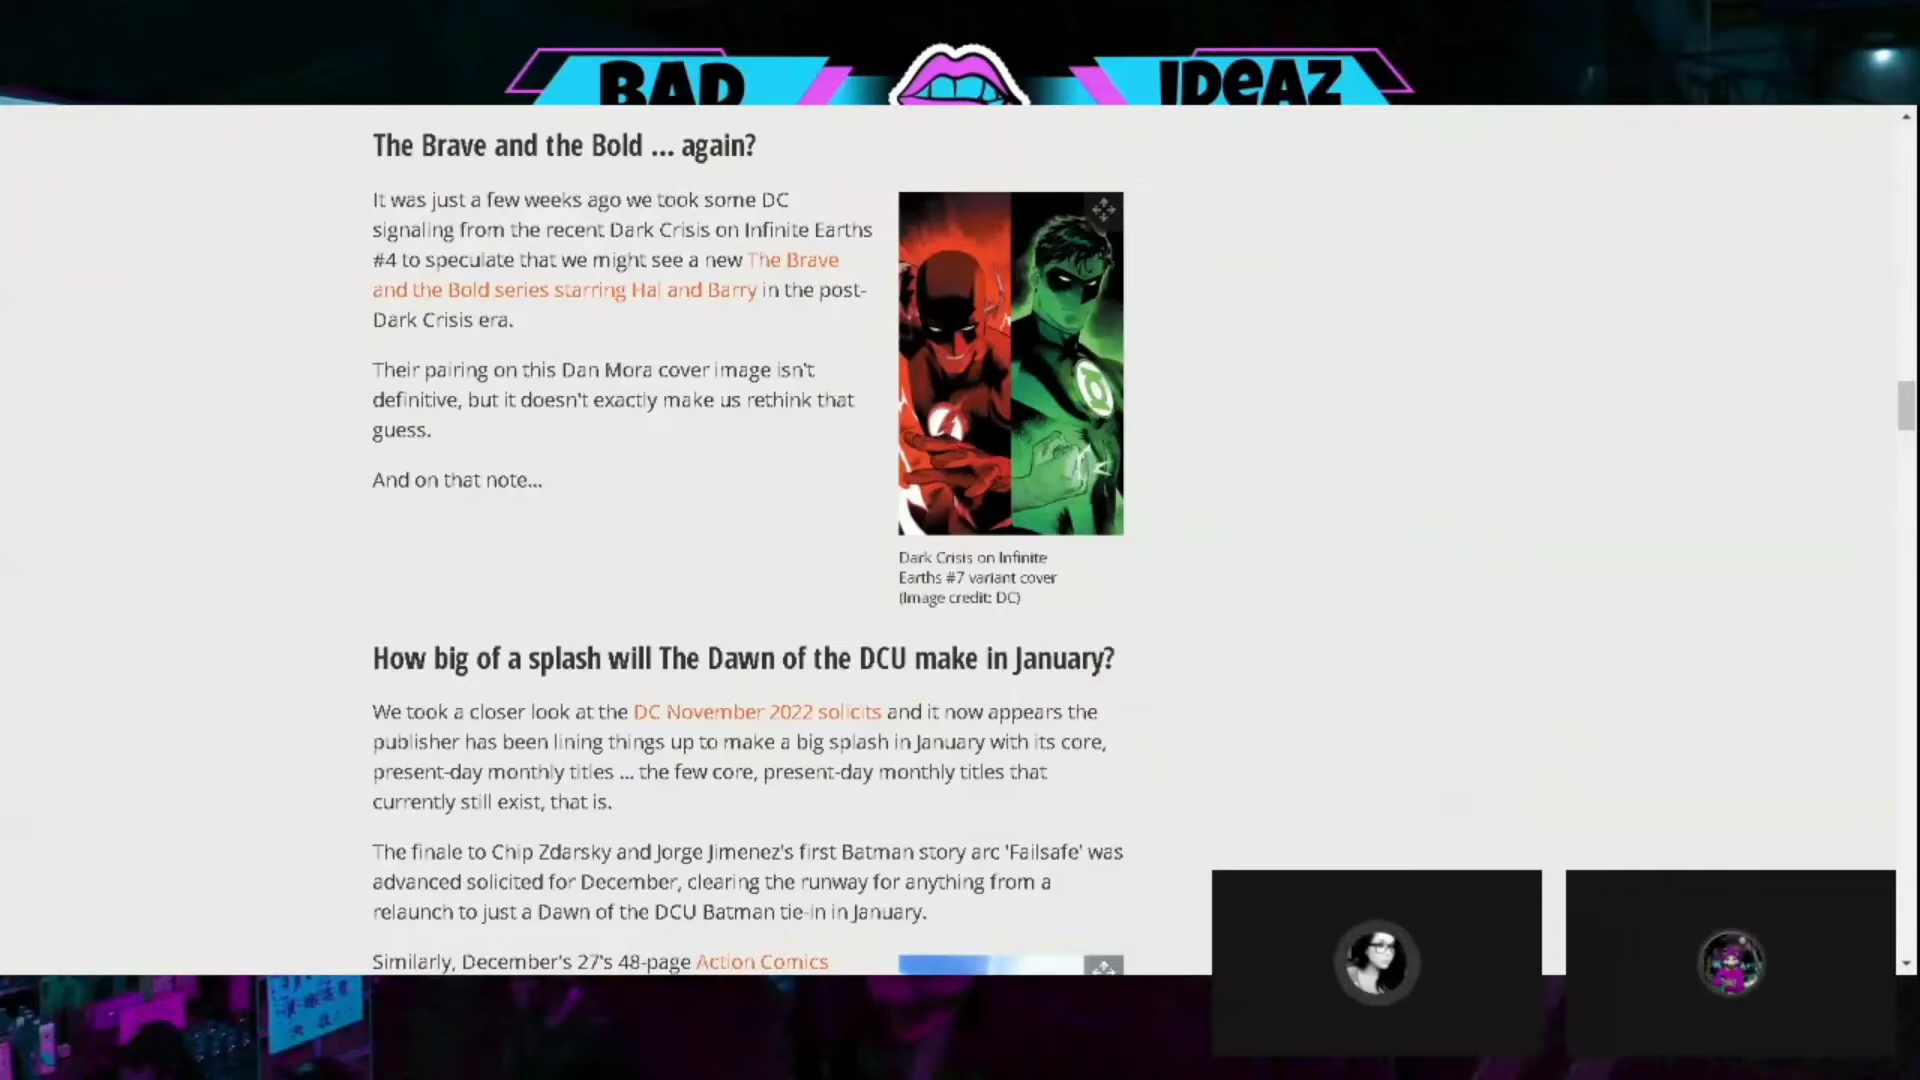 BAD IDEAZ
The Brave and the Bold ... again?
It was just a few weeks ago we took some DC
signaling from the recent Dark Crisis on Infinite Earths
#4 to speculate that we might see a new The Brave
and the Bold series starring Hal and Barry in the post-
Dark Crisis era.
Their pairing on this Dan Mora cover image isn't
definitive, but it doesn't exactly make us rethink that
guess.
And on that note...
Dark Crisis on Infinite
Earths #7 variant cover
(Image credit: DC)
How big of a splash will The Dawn of the DCU make in January?
We took a closer look at the DC November 2022 solicits and it now appears the
publisher has been lining things up to make a big splash in January with its core,
present-day monthly titles ... the few core, present-day monthly titles that
currently still exist, that is.
The finale to Chip Zdarsky and Jorge Jimenez's first Batman story arc 'Failsafe' was
advanced solicited for December, clearing the runway for anything from a
relaunch to just a Dawn of the DCU Batman tie-in in January.
Similarly, December's 27's 48-page Action Comics